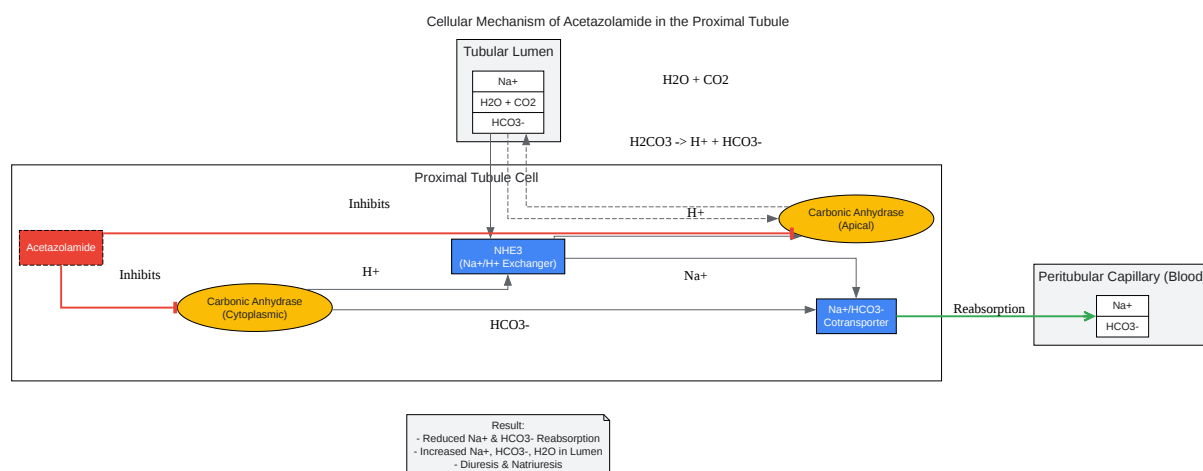 Cellular Mechanism of Acetazolamide in the Proximal Tubule
Tubular Lumen
Na+
H2O + CO2
HCO3-
H2O + CO2
H2CO3 -> H+ + HCO3-
Proximal Tubule Cell
Inhibits
H+
Carbonic Anhydrase
(Apical)
Acetazolamide
NHE3
(Na+/H+ Exchanger)
Inhibits
H+
Na+
Carbonic Anhydrase
(Cytoplasmic)
HCO3-
Na+/HCO3-
Cotransporter
Reabsorption
Peritubular Capillary (Blood
Na+
HCO3-
Result:
- Reduced Na+ & HCO3- Reabsorption
- Increased Na+, HCO3-, H2O in Lumen
- Diuresis & Natriuresis